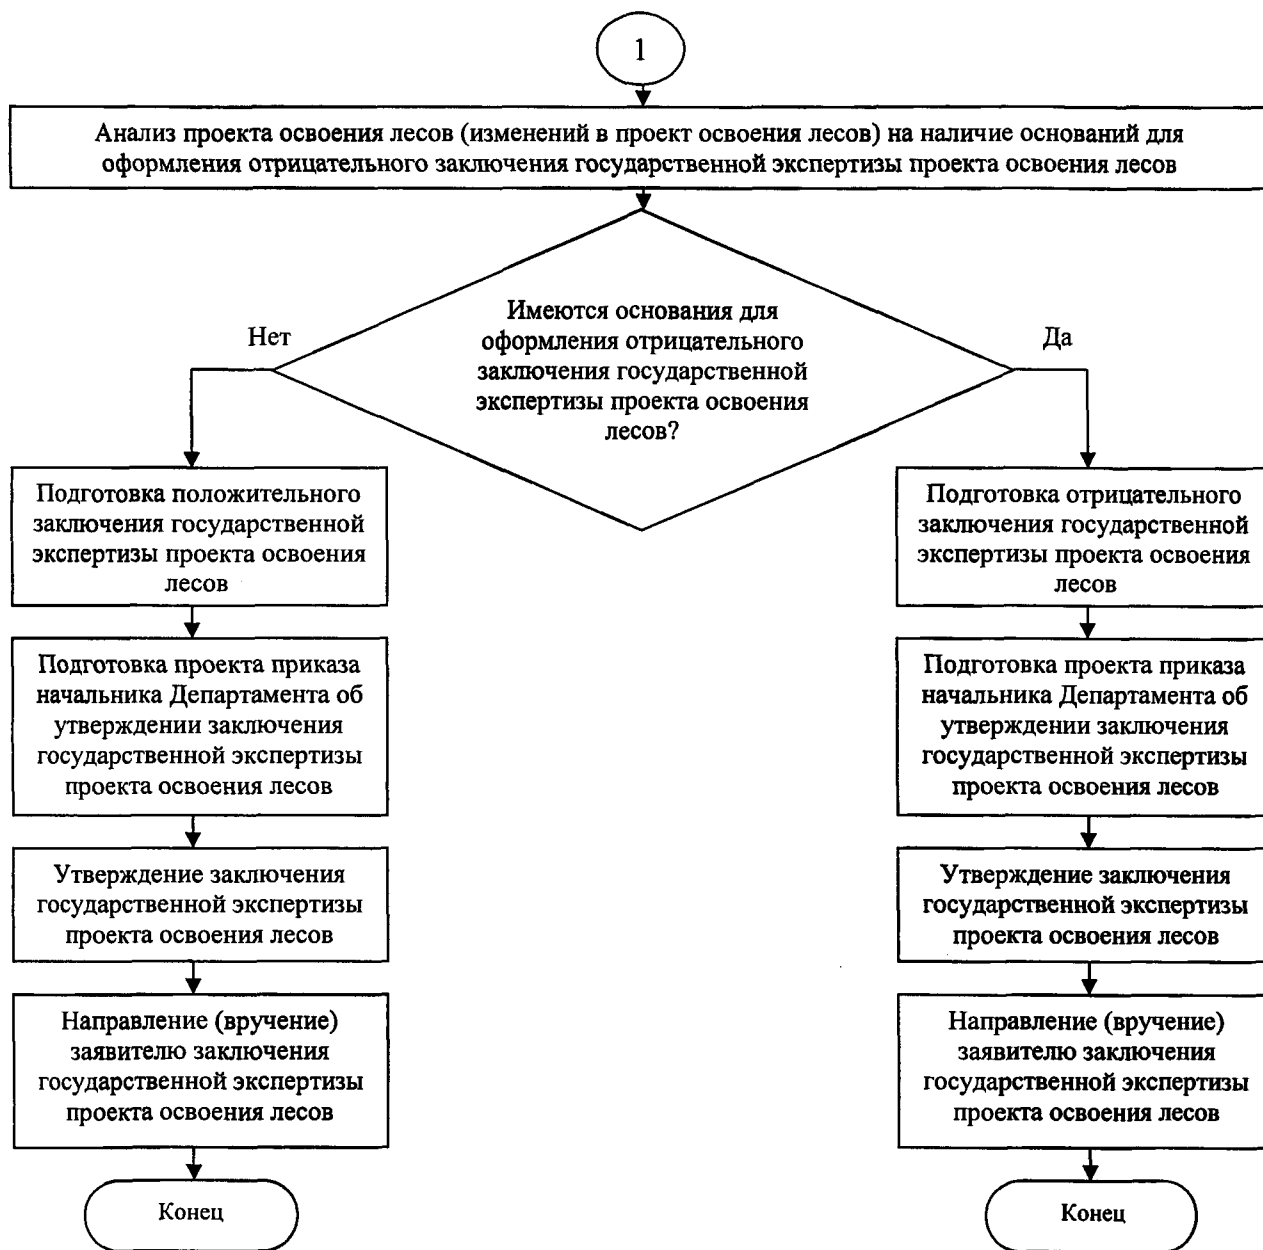 1
Анализ проекта освоения лесов (изменений в проект освоения лесов) на наличие оснований для
оформления отрицательного заключения государственной экспертизы проекта освоения лесов
Имеются основания для
оформления отрицательного
заключения государственной
экспертизы проекта освоения
лесов?
Нет
Да
Подготовка положительного
заключения государственной
экспертизы проекта освоения
лесов
Подготовка проекта приказа
начальника Департамента об
утверждении заключения
государственной экспертизы
проекта освоения лесов
Утверждение заключения
государственной экспертизы
проекта освоения лесов
Направление (вручение)
заявителю заключения
государственной экспертизы
проекта освоения лесов
Конец
Подготовка отрицательного
заключения государственной
экспертизы проекта освоения
лесов
Подготовка проекта приказа
начальника Департамента об
утверждении заключения
государственной экспертизы
проекта освоения лесов
Утверждение заключения
государственной экспертизы
проекта освоения лесов
Направление (вручение)
заявителю заключения
государственной экспертизы
проекта освоения лесов
Конец